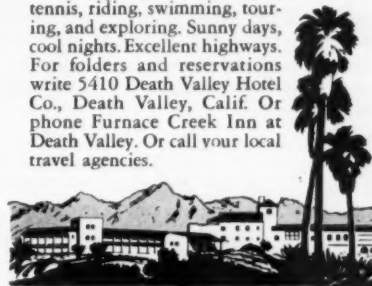 tennis, riding, swimming, tour-
ing, and exploring. Sunny days,
cool nights. Excellent highways.
For folders and reservations
write 5410 Death Valley Hotel
Co., Death Valley, Calif. Or
phone Furnace Creek Inn at
Death Valley. Or call your local
travel agencies.